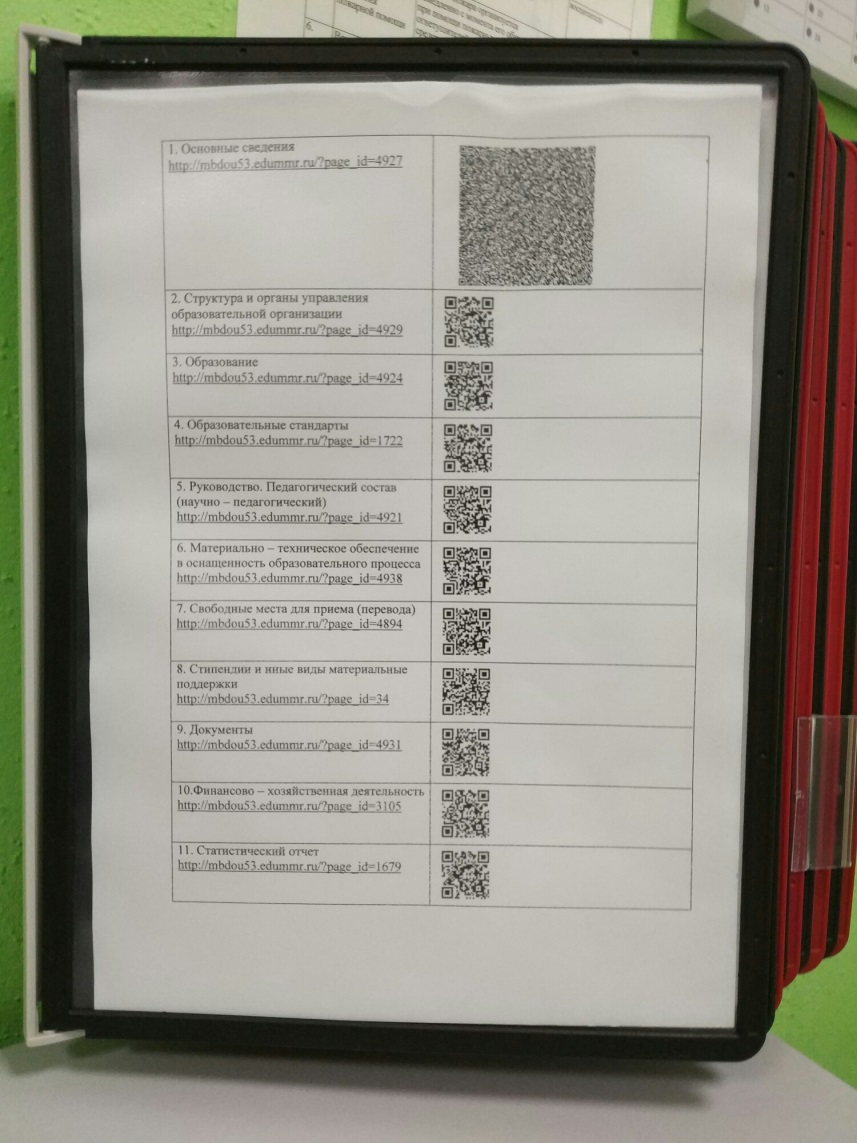 пожарной помощи
6.
1. Основные сведения
http://mbdou53.edummr.ru/?page_id=4927
2. Структура и органы управления
образовательной организации
http://mbdou53.edummr.ru/?page_id=4929
3. Образование
http://mbdou53.edummr.ru/?page_id=4924
4. Образовательные стандарты
http://mbdou53.edummr.ru/?page_id=1722
5. Руководство. Педагогический состав
(научно – педагогический)
http://mbdou53.edummr.ru/?page_id=4921
6. Материально – техническое обеспечение
в оснащенность образовательного процесса
http://mbdou53.edummr.ru/?page_id=4938
7. Свободные места для приема (перевода)
http://mbdou53.edummr.ru/?page_id=4894
8. Стипендии и иные виды материальные
поддержки
http://mbdou53.edummr.ru/?page_id=34
9. Документы
http://mbdou53.edummr.ru/?page_id=4931
10.Финансово – хозяйственная деятельность
http://mbdou53.edummr.ru/?page_id=3105
11. Статистический отчет
http://mbdou53.edummr.ru/?page_id=1679